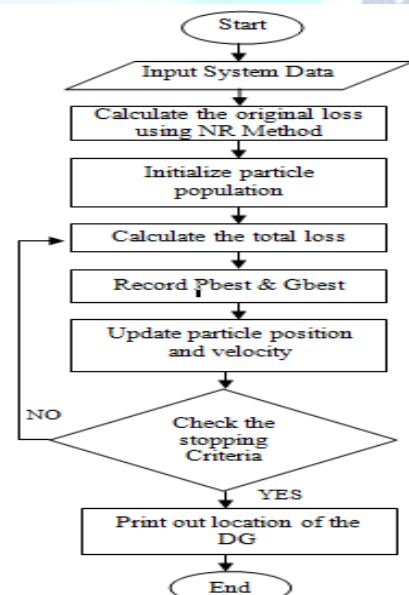 Start
Input System Data
Calculate the original loss
using NR Method
Initialize particle
population
Calculate the total loss
Record Pbest & Gbest
Update particle position
and velocity
NO
Check the
stopping
Criteria
YES
Print out location of the
DG
End